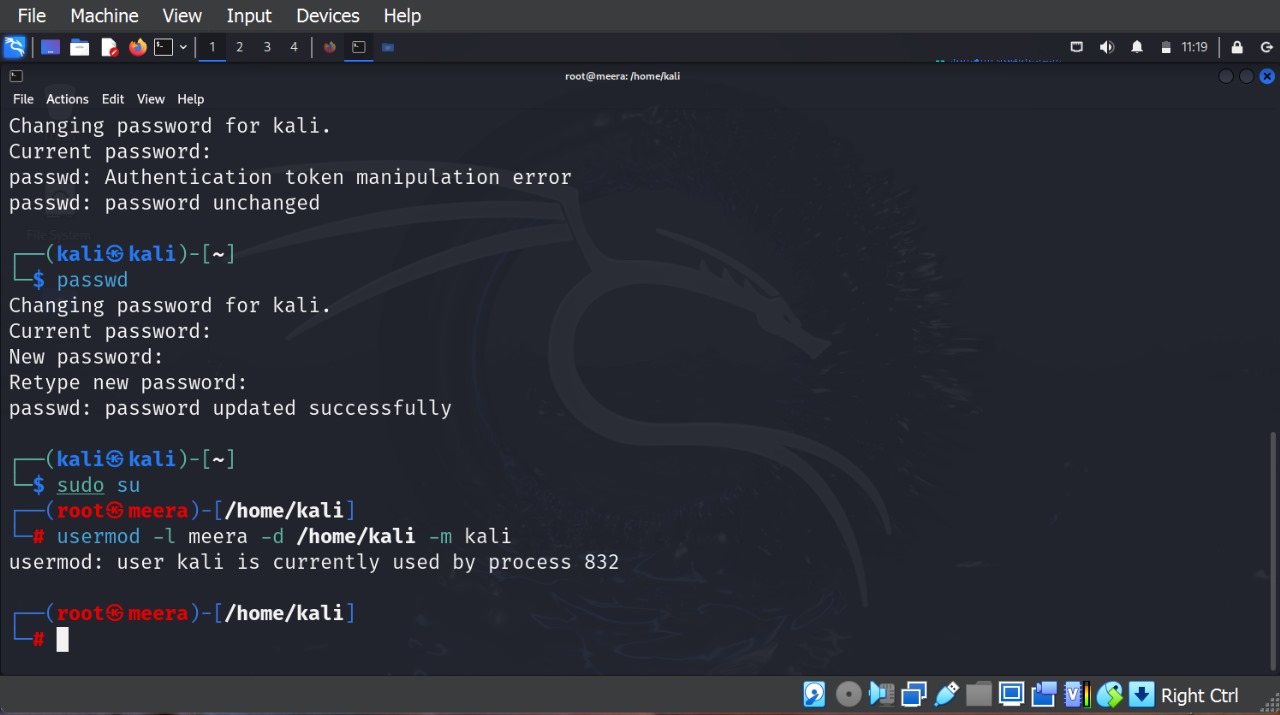 File Machine View Input Devices Help
1 2 3 4 11:19
root@meera: /home/kali
File Actions Edit View Help
Changing password for kali.
Current password:
passwd: Authentication token manipulation error
passwd: password unchanged
File System
┌──(kali㉿kali)-[~]
└─$ passwd
Changing password for kali.
Current password:
New password:
Retype new password:
passwd: password updated successfully
┌──(kali㉿kali)-[~]
└─$ sudo su
┌──(root㉿meera)-[/home/kali]
└─# usermod -l meera -d /home/kali -m kali
usermod: user kali is currently used by process 832
┌──(root㉿meera)-[/home/kali]
└─#
Right Ctrl